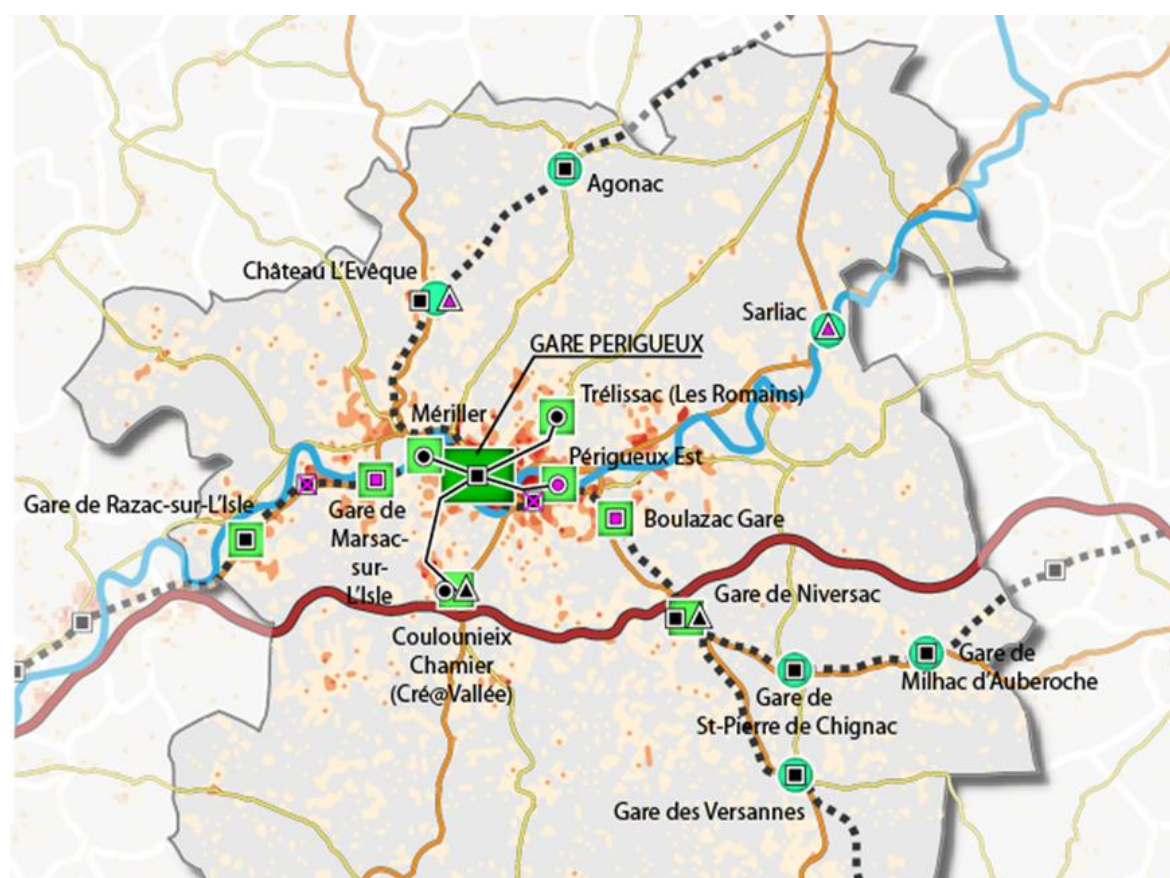 Agonac
Château L'Evêque
Sarliac
GARE PERIGUEUX
Trélissac (Les Romains)
Mériller
Périgueux Est
Gare de Razac-sur-L'Isle
Gare de
Marsac-
sur-
L'Isle
Boulazac Gare
Gare de Niversac
Coulounieix
Chamier
(Cré@Vallée)
Gare de
Milhac d'Auberoche
Gare de
St-Pierre de Chignac
Gare des Versannes